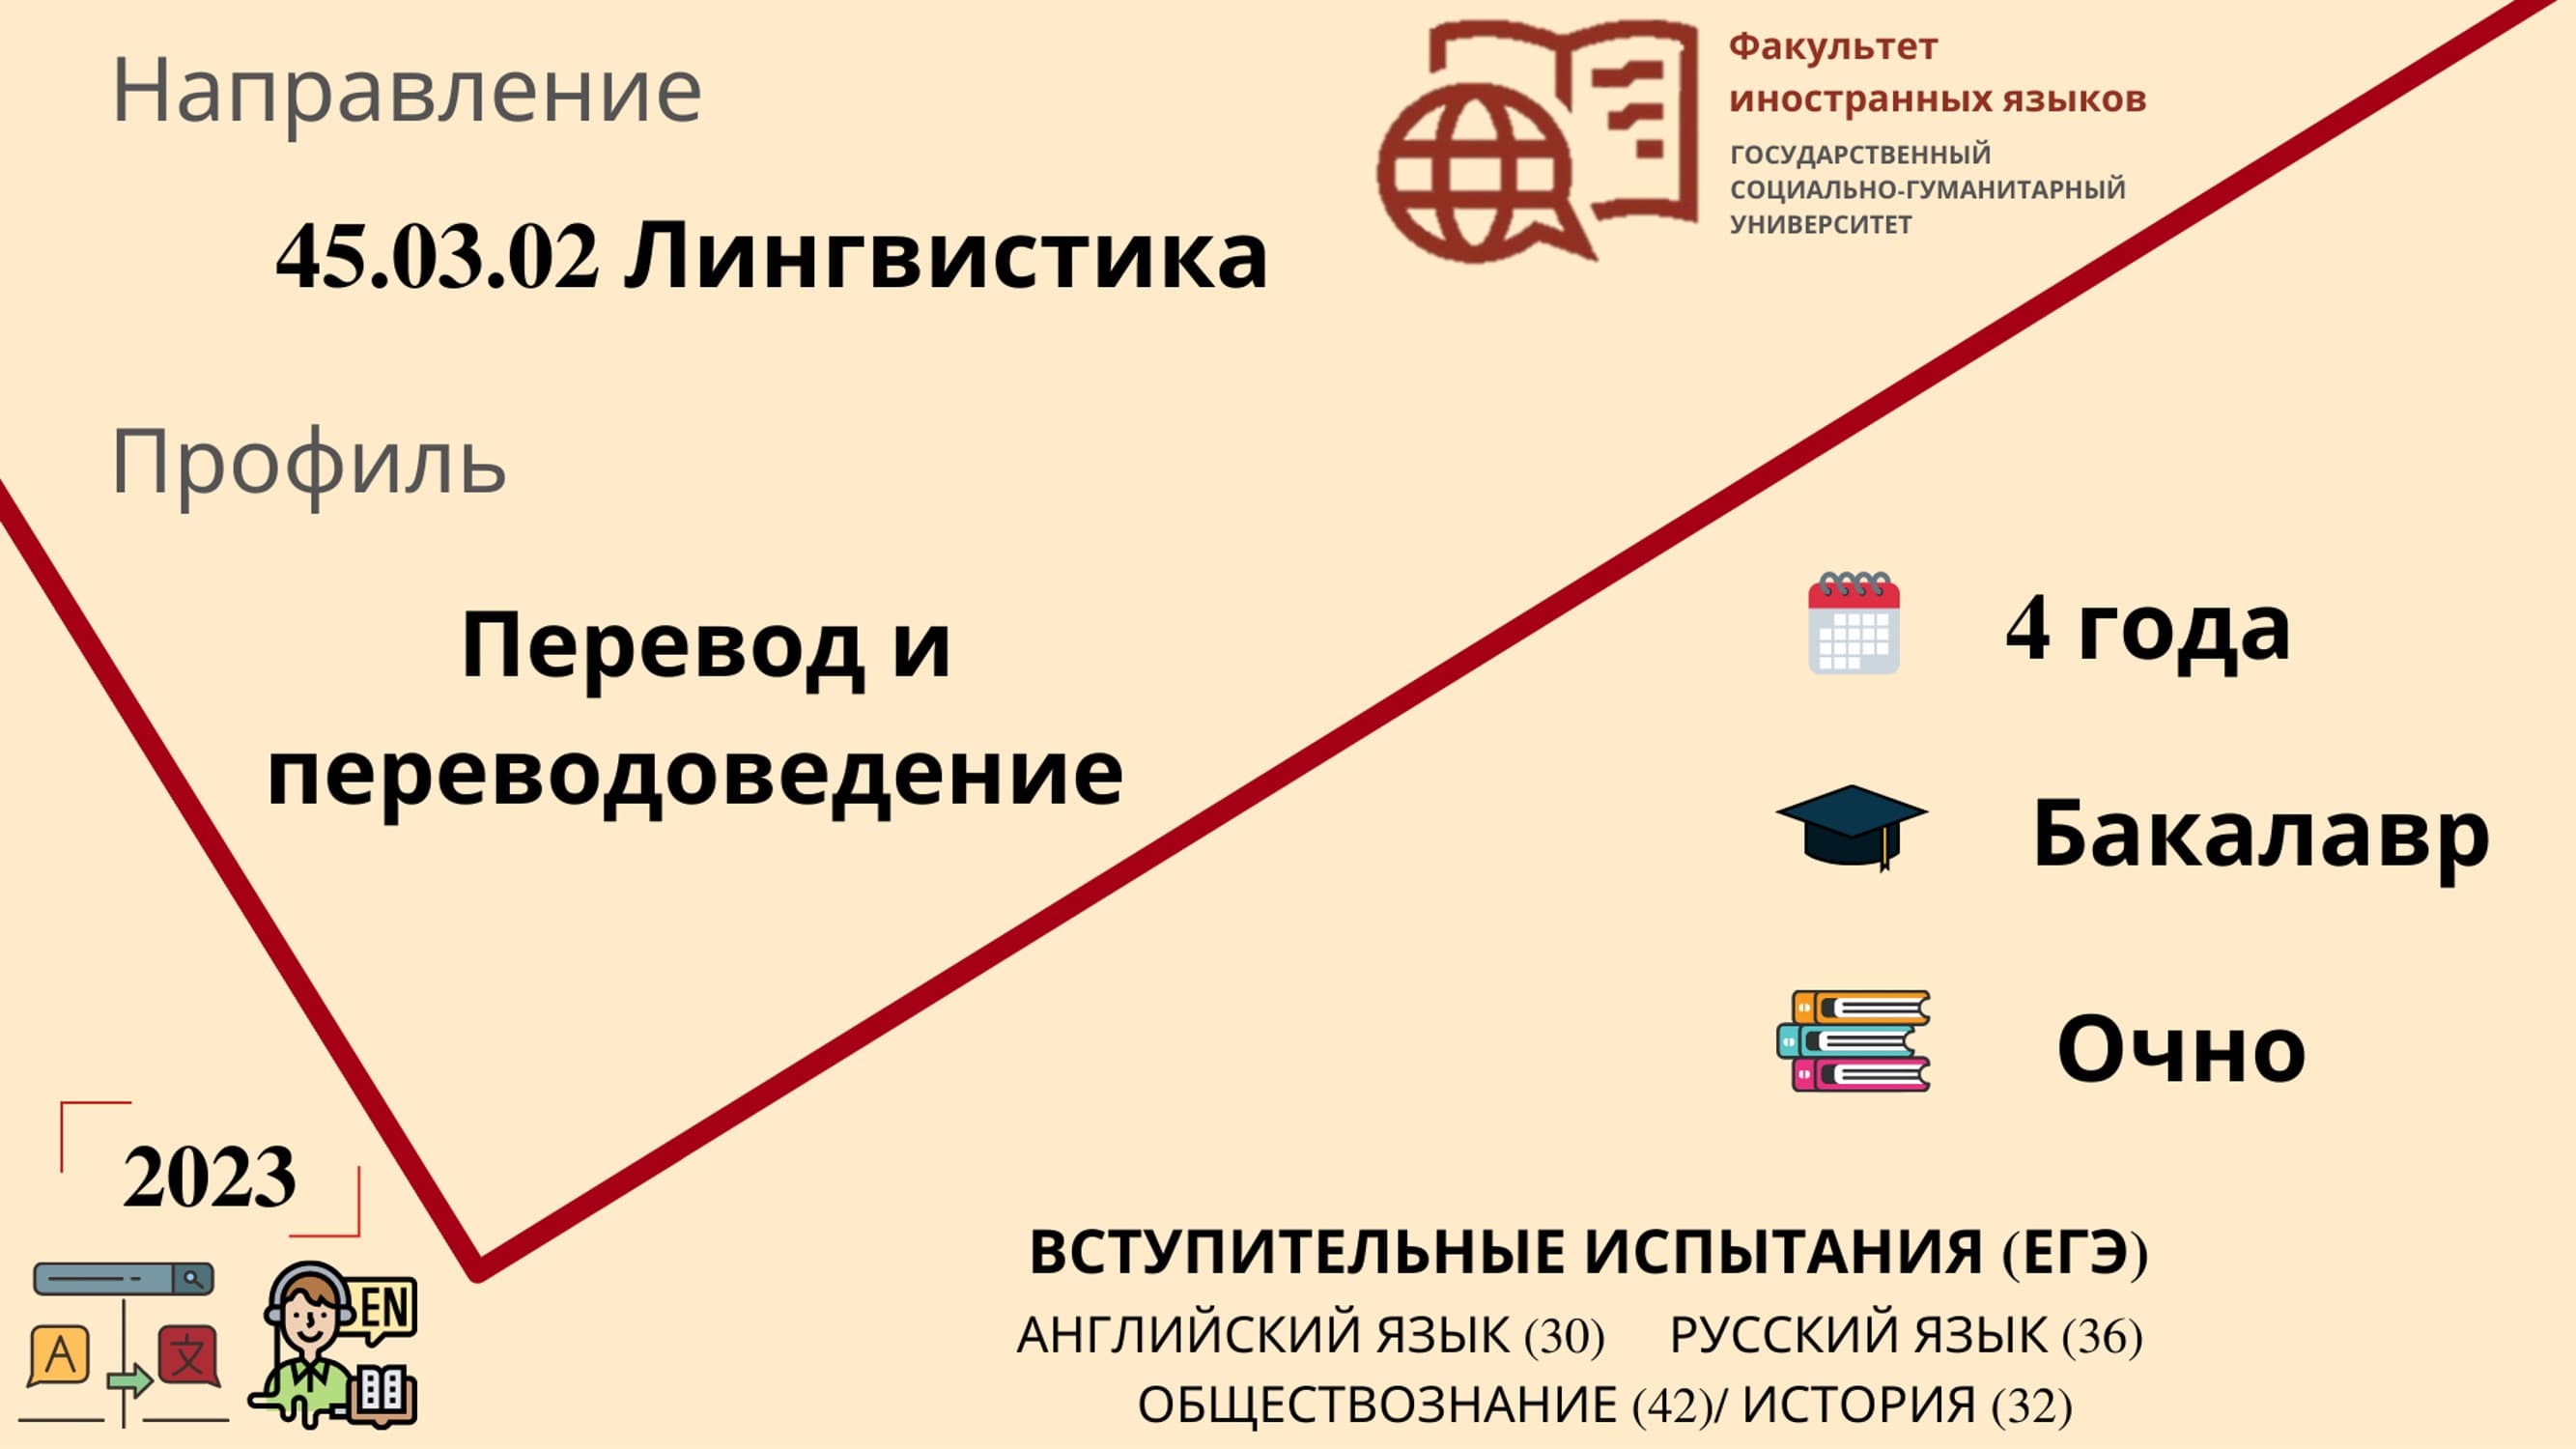 Направление
45.03.02 Лингвистика
Факультет
иностранных языков
ГОСУДАРСТВЕННЫЙ
СОЦИАЛЬНО-ГУМАНИТАРНЫЙ
УНИВЕРСИТЕТ
Профиль
Перевод и
переводоведение
4 года
Бакалавр
Очно
2023
A
文
EN
ВСТУПИТЕЛЬНЫЕ ИСПЫТАНИЯ (ЕГЭ)
АНГЛИЙСКИЙ ЯЗЫК (30) РУССКИЙ ЯЗЫК (36)
ОБЩЕСТВОЗНАНИЕ (42)/ ИСТОРИЯ (32)